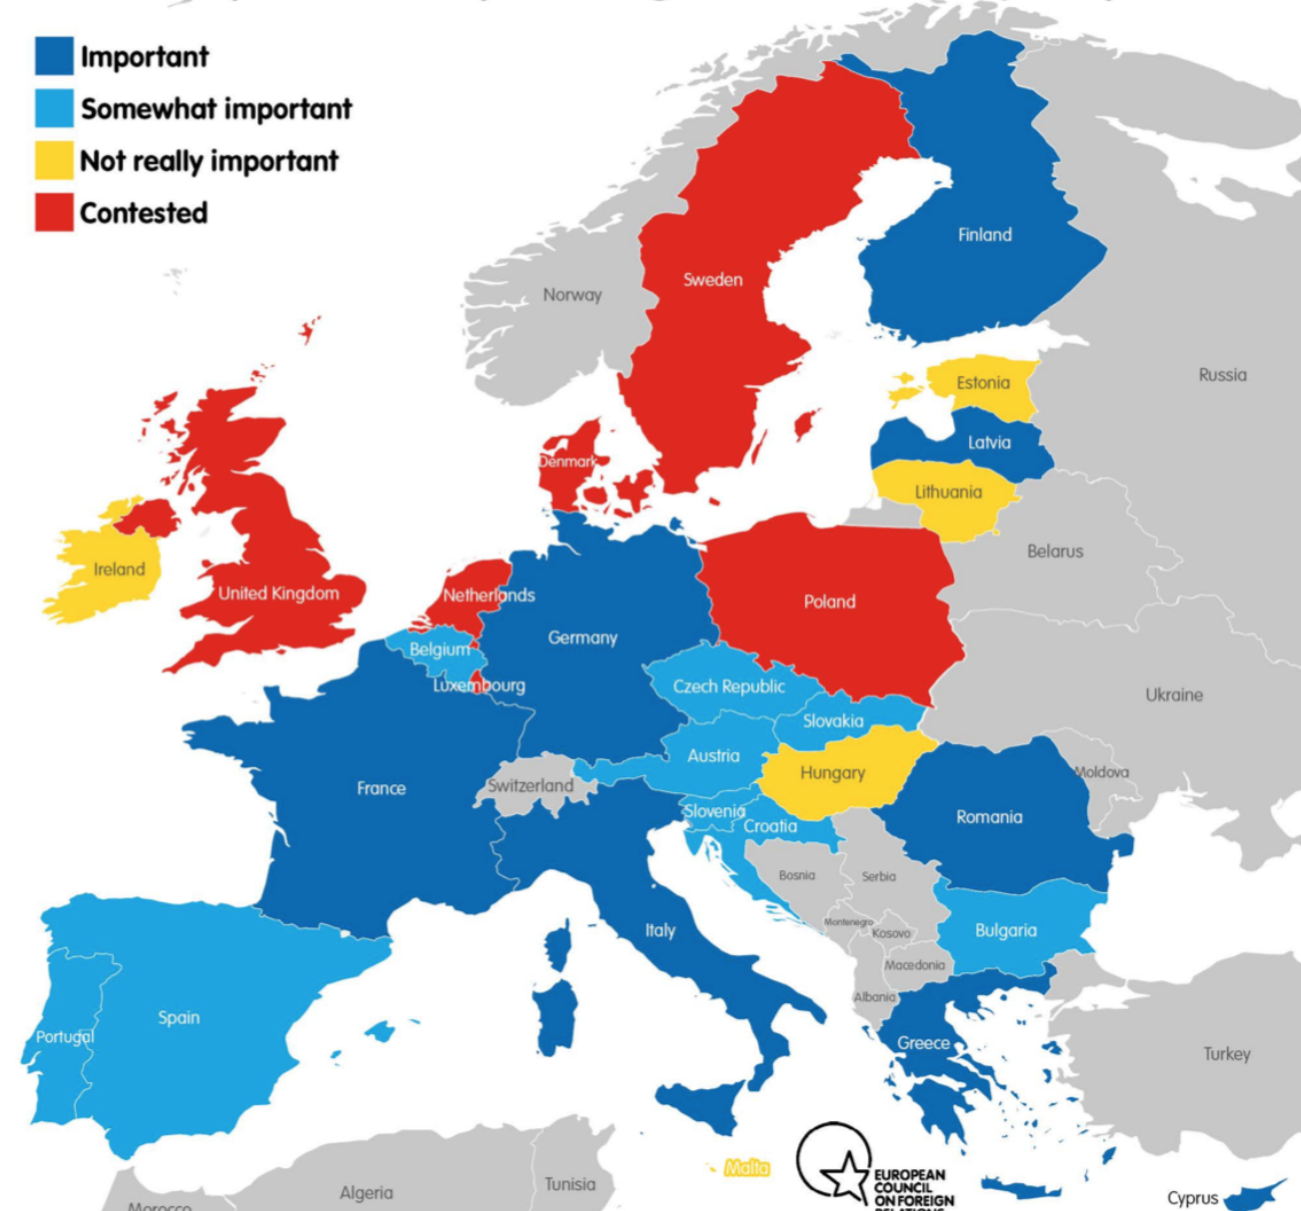 Important
Somewhat important
Not really important
Contested
Finland
Sweden
Norway
Russia
Estonia
Latvia
Denmark
Lithuania
Ireland
Belarus
United Kingdom
Netherlands
Poland
Germany
Belgium
Luxembourg
Czech Republic
Ukraine
Slovakia
Austria
Hungary
Moldova
France
Switzerland
Slovenia
Croatia
Romania
Bosnia
Serbia
Montenegro
Kosovo
Italy
Bulgaria
Macedonia
Albania
Spain
Portugal
Greece
Turkey
Malta
EUROPEAN
COUNCIL
ON FOREIGN
RELATIONS
Cyprus
Algeria
Tunisia
Morocco